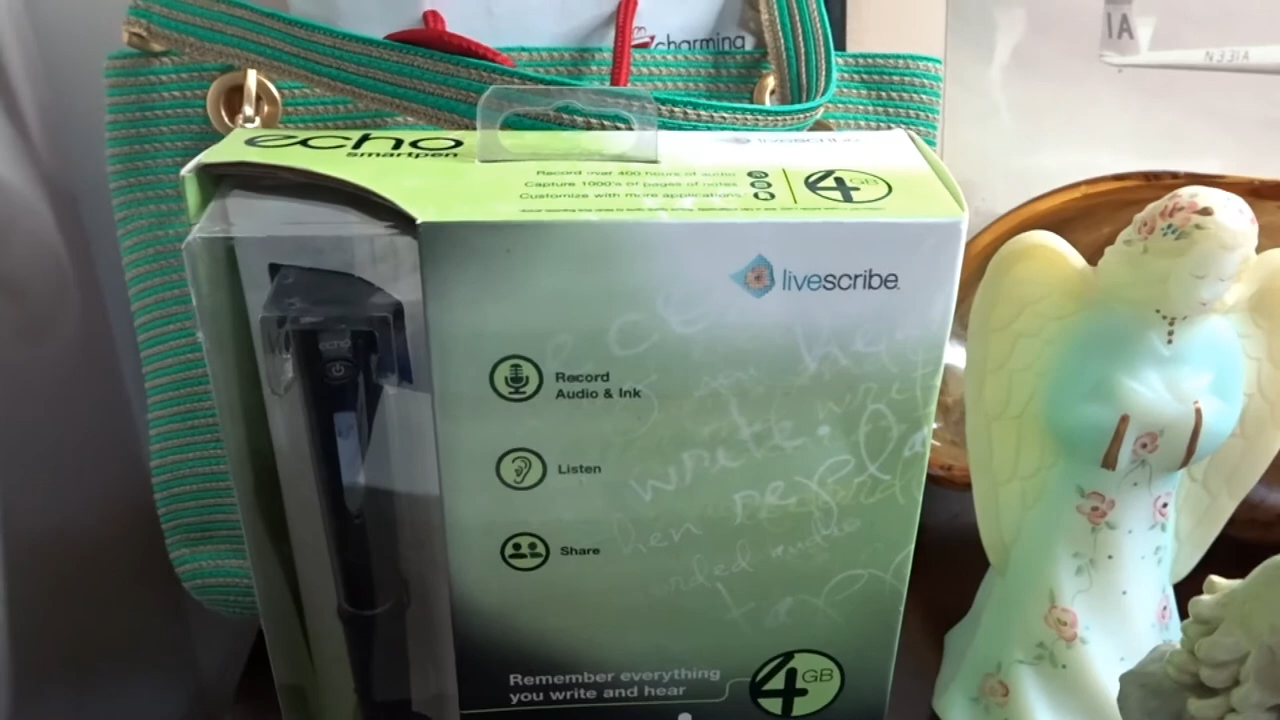 charming
IA
echo
smartpen
livescribe
Record over 400 hours of audio
Capture 1000's of pages of notes
Customize with more applications
4GB
livescribe
echo
Record
Audio & Ink
Listen
Share
write.
Remember everything
you write and hear
4GB